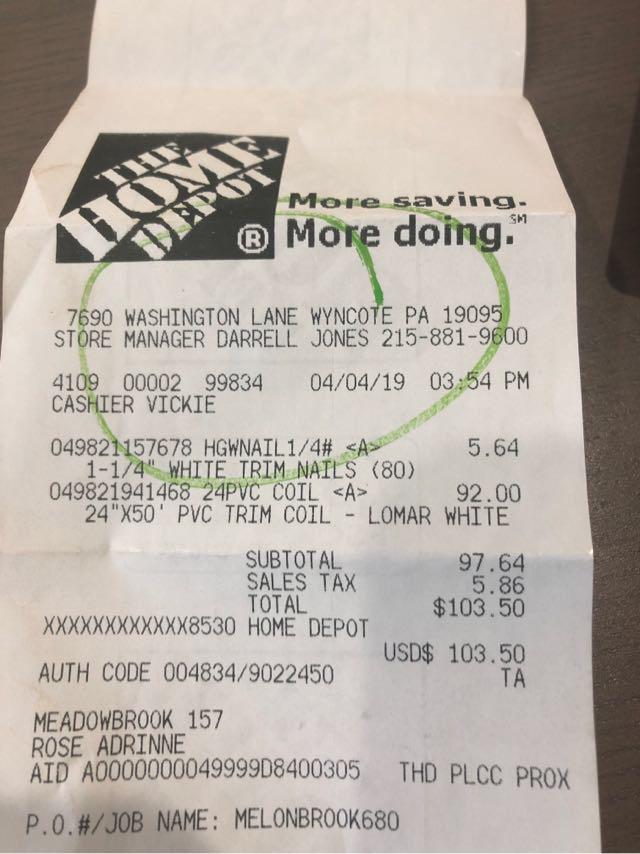 THE
HOME
DEPOT
®
More saving.
More doing.℠
7690 WASHINGTON LANE WYNCOTE PA 19095
STORE MANAGER DARRELL JONES 215-881-9600
4109 00002 99834 04/04/19 03:54 PM
CASHIER VICKIE
049821157678 HGWNAIL1/4# <A> 5.64
1-1/4" WHITE TRIM NAILS (80)
049821941468 24PVC COIL <A> 92.00
24"X50' PVC TRIM COIL - LOMAR WHITE
SUBTOTAL 97.64
SALES TAX 5.86
TOTAL $103.50
XXXXXXXXXXXX8530 HOME DEPOT
USD$ 103.50
AUTH CODE 004834/9022450 TA
MEADOWBROOK 157
ROSE ADRINNE
AID A0000000049999D8400305 THD PLCC PROX
P.O.#/JOB NAME: MELONBROOK680